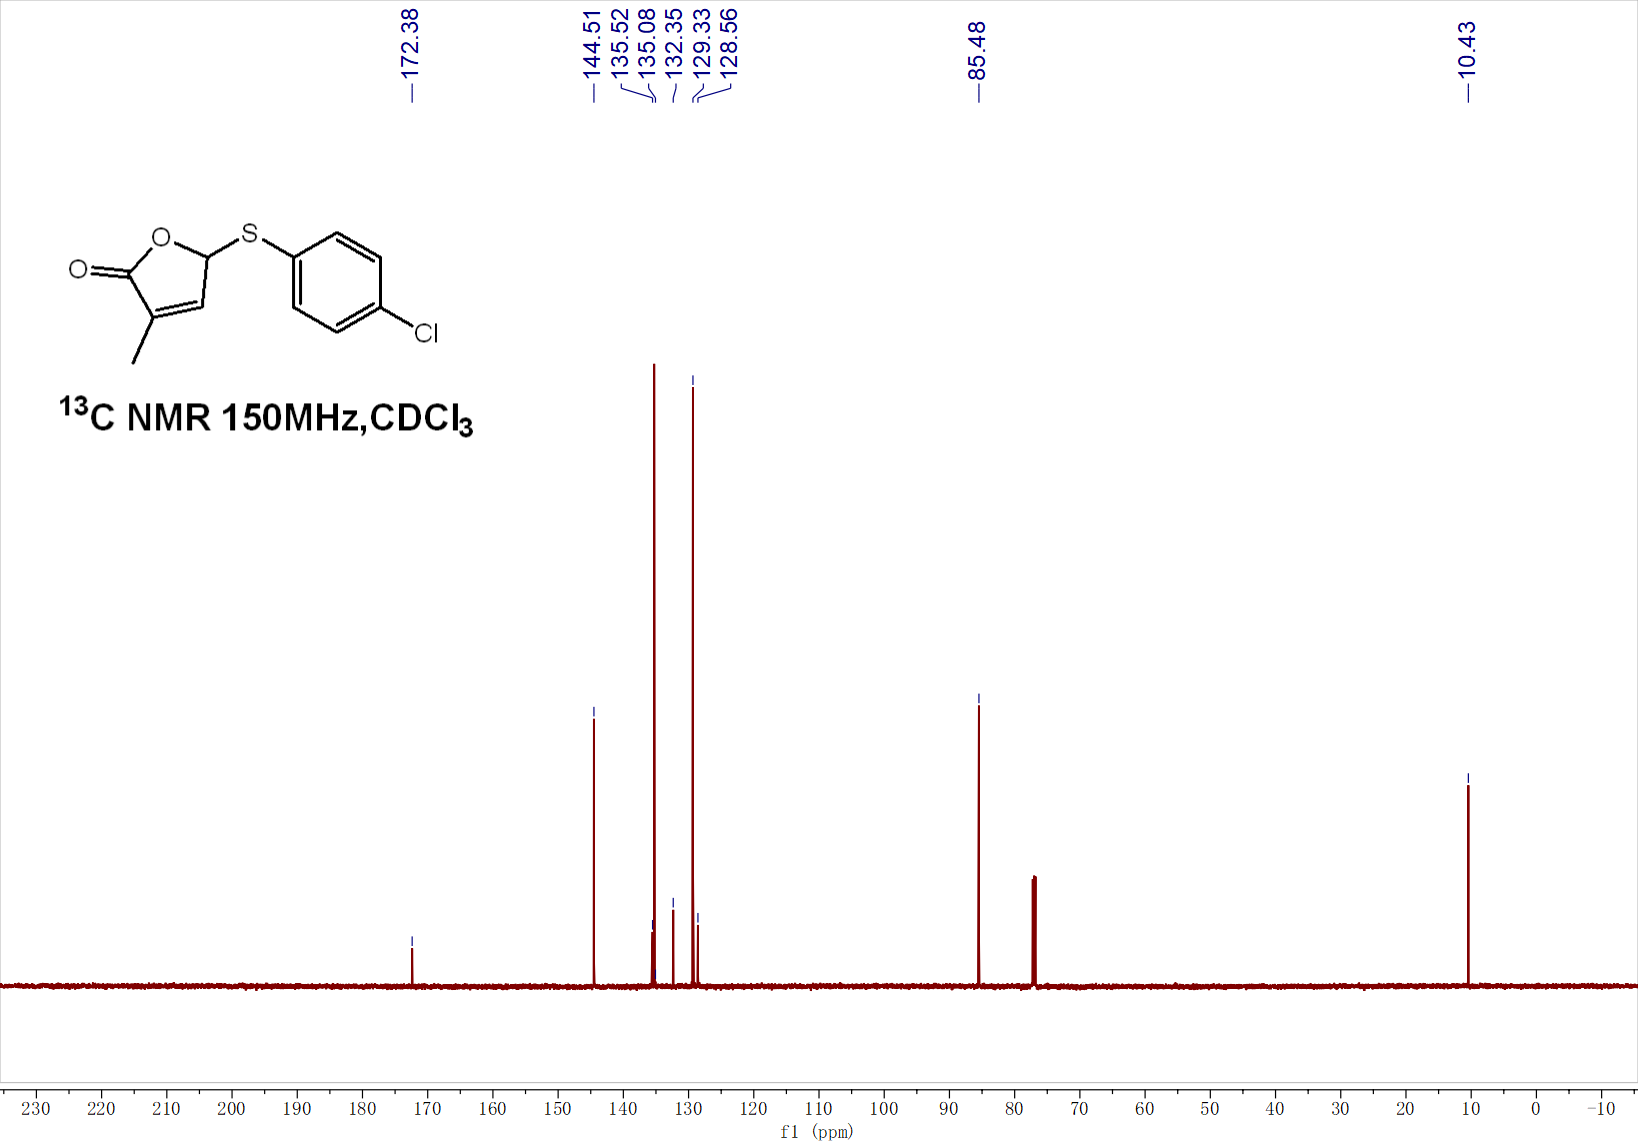 172.38
144.51
135.52
135.08
132.35
129.33
128.56
85.48
10.43
O
S
O
Cl
¹³C NMR 150MHz,CDCl₃
230 220 210 200 190 180 170 160 150 140 130 120 110 100 90 80 70 60 50 40 30 20 10 0 -10
f1 (ppm)